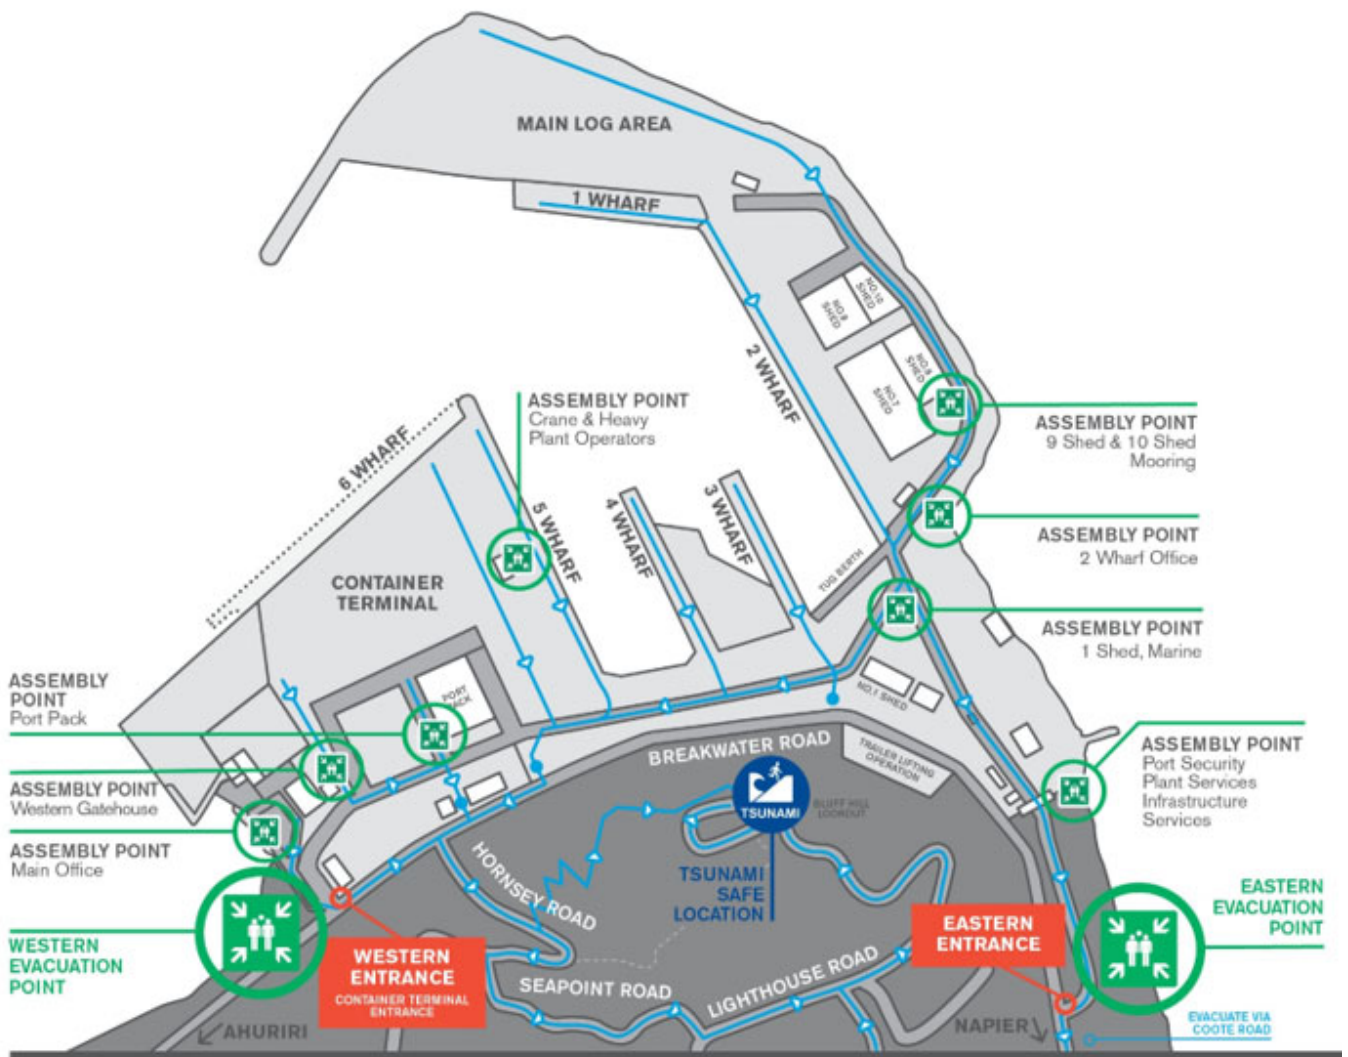 MAIN LOG AREA
1 WHARF
NO.10
SHED
NO.9
SHED
NO.8
SHED
NO.7
SHED
2 WHARF
ASSEMBLY POINT
Crane & Heavy
Plant Operators
ASSEMBLY POINT
9 Shed & 10 Shed
Mooring
6 WHARF
5 WHARF
4 WHARF
3 WHARF
ASSEMBLY POINT
2 Wharf Office
TUG BERTH
CONTAINER
TERMINAL
ASSEMBLY POINT
1 Shed, Marine
ASSEMBLY
POINT
Port Pack
PORT
PACK
NO.1 SHED
BREAKWATER ROAD
TRAILER LIFTING
OPERATION
ASSEMBLY POINT
Port Security
Plant Services
Infrastructure
Services
ASSEMBLY POINT
Western Gatehouse
TSUNAMI
BLUFF HILL
LOOKOUT
ASSEMBLY POINT
Main Office
HORNSEY ROAD
TSUNAMI
SAFE
LOCATION
EASTERN
EVACUATION
POINT
EASTERN
ENTRANCE
WESTERN
EVACUATION
POINT
WESTERN
ENTRANCE
CONTAINER TERMINAL
ENTRANCE
SEAPOINT ROAD
LIGHTHOUSE ROAD
AHURIRI
NAPIER
EVACUATE VIA
COOTE ROAD